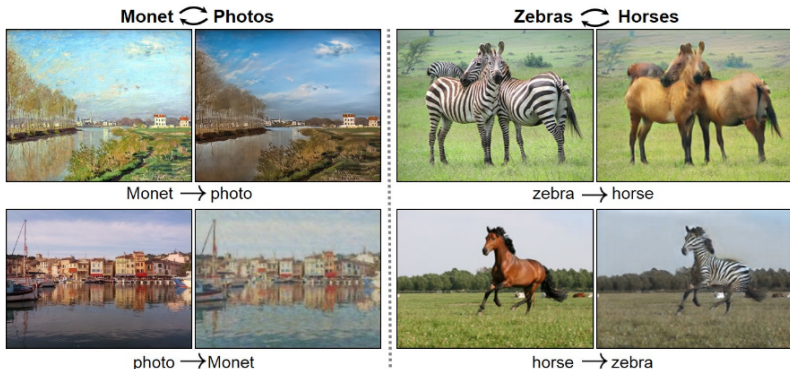 Monet ⇄ Photos
Zebras ⇄ Horses
Monet → photo
zebra → horse
photo → Monet
horse → zebra